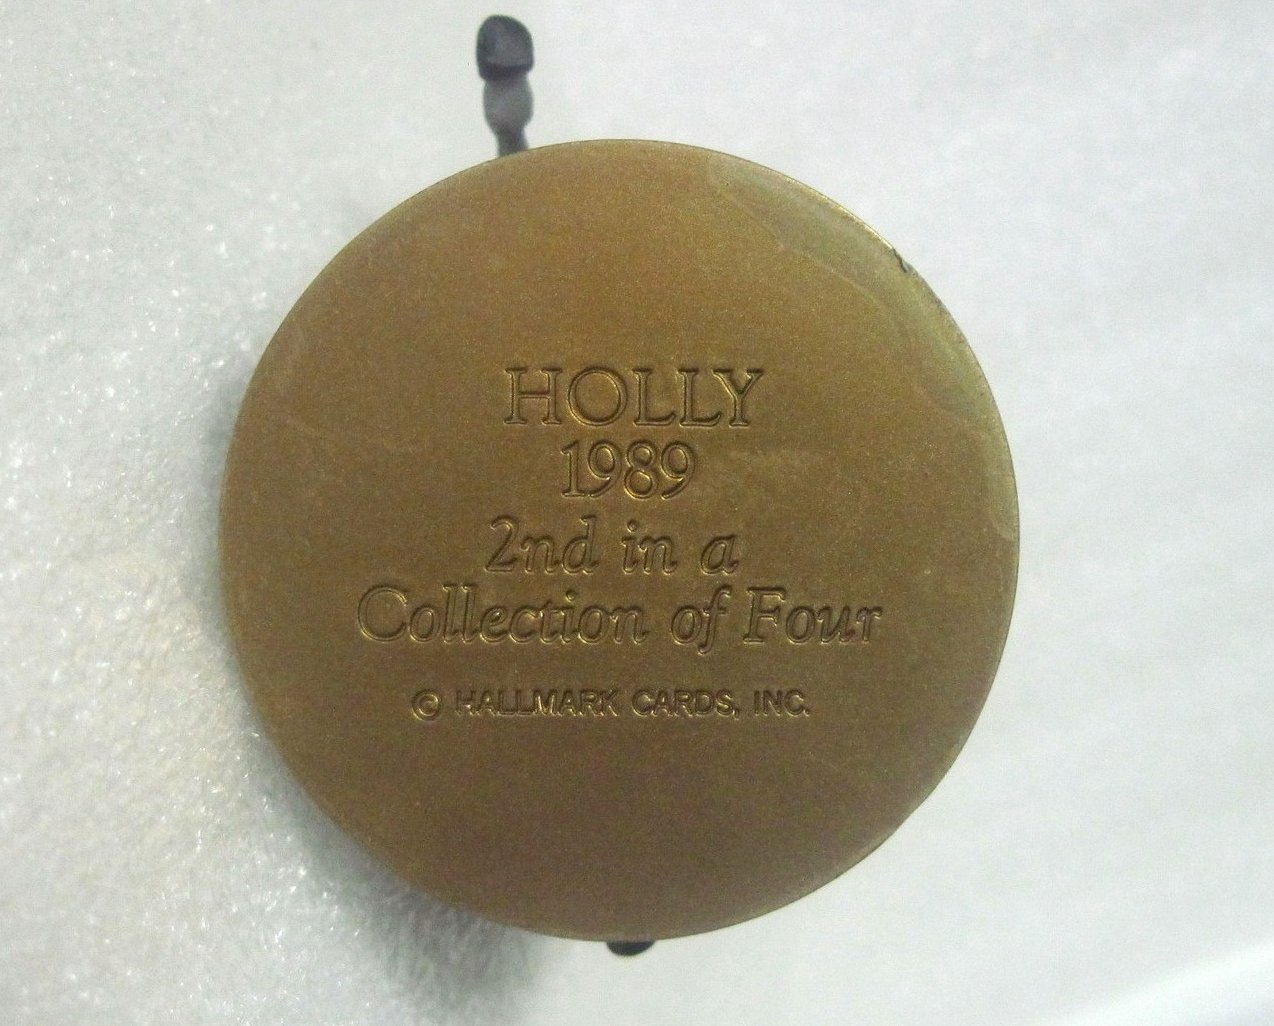 HOLLY
1989
2nd in a
Collection of Four
© HALLMARK CARDS, INC.